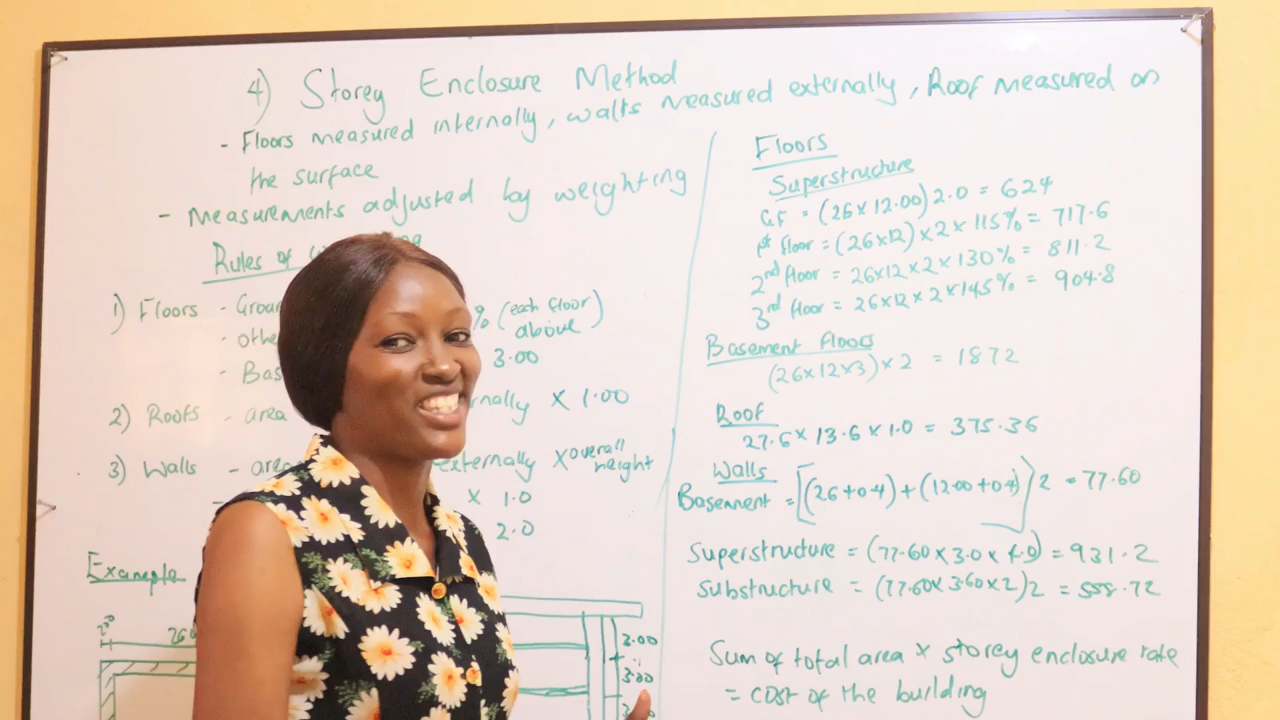 4) Storey Enclosure Method
- Floors measured internally, walls measured externally, Roof measured on
the surface
- Measurements adjusted by weighting
Rules of
1) Floors - Groun
% (each floor
above)
- othe
3.00
- Bas
2) Roofs - area
rnally X 1.00
3) Walls - area
externally X overall
height
X 1.0
2.0
Example
200
260
3.00
3.00
Floors
Superstructure
GF = (26 x 12.00) 2.0 = 624
1st floor = (26x12) x 2 x 115% = 717.6
2nd floor = 26x12 x 2 x 130% = 811.2
3rd floor = 26x12 x 2 x 145% = 904.8
Basement Floors
(26x12x3) x 2 = 1872
Roof
27.6 x 13.6 x 1.0 = 375.36
Walls
Basement = [(26+0.4) + (12.00+0.4)] 2 = 77.60
Superstructure = (77.60 x 3.0 x 4.0) = 931.2
Substructure = (77.60 x 3.60 x 2) 2 = 558.72
Sum of total area x storey enclosure rate
= cost of the building